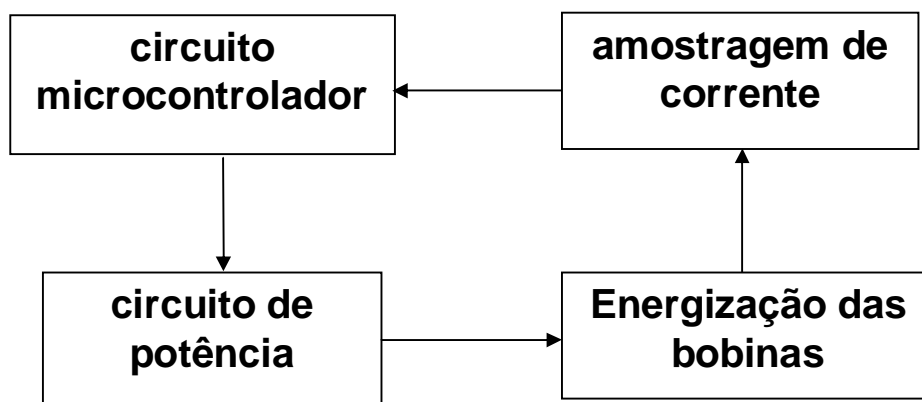 circuito
microcontrolador
amostragem de
corrente
circuito de
potência
Energização das
bobinas